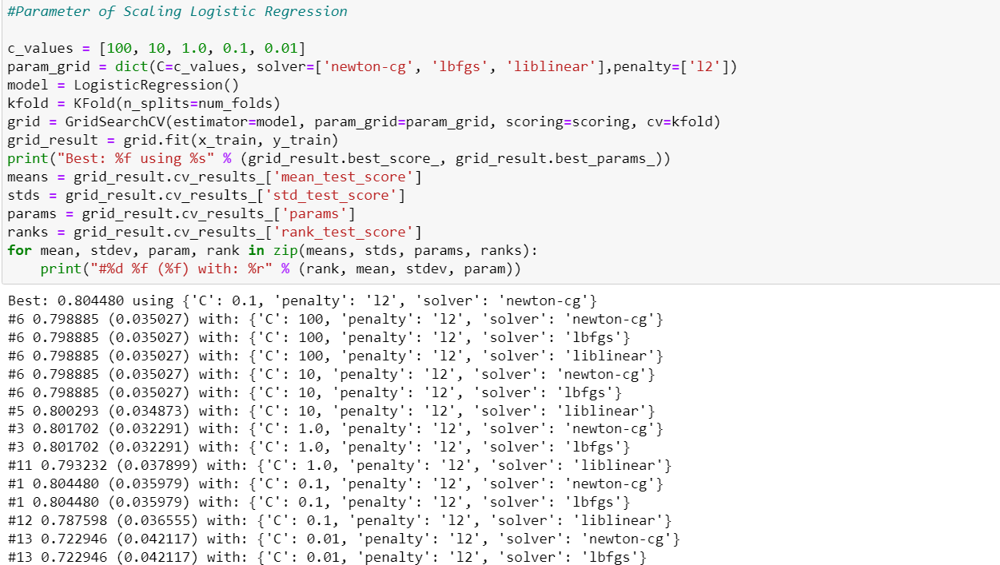 #Parameter of Scaling Logistic Regression
c_values = [100, 10, 1.0, 0.1, 0.01]
param_grid = dict(C=c_values, solver=['newton-cg', 'lbfgs', 'liblinear'],penalty=['l2'])
model = LogisticRegression()
kfold = KFold(n_splits=num_folds)
grid = GridSearchCV(estimator=model, param_grid=param_grid, scoring=scoring, cv=kfold)
grid_result = grid.fit(x_train, y_train)
print("Best: %f using %s" % (grid_result.best_score_, grid_result.best_params_))
means = grid_result.cv_results_['mean_test_score']
stds = grid_result.cv_results_['std_test_score']
params = grid_result.cv_results_['params']
ranks = grid_result.cv_results_['rank_test_score']
for mean, stdev, param, rank in zip(means, stds, params, ranks):
    print("#%d %f (%f) with: %r" % (rank, mean, stdev, param))
Best: 0.804480 using {'C': 0.1, 'penalty': 'l2', 'solver': 'newton-cg'}
#6 0.798885 (0.035027) with: {'C': 100, 'penalty': 'l2', 'solver': 'newton-cg'}
#6 0.798885 (0.035027) with: {'C': 100, 'penalty': 'l2', 'solver': 'lbfgs'}
#6 0.798885 (0.035027) with: {'C': 100, 'penalty': 'l2', 'solver': 'liblinear'}
#6 0.798885 (0.035027) with: {'C': 10, 'penalty': 'l2', 'solver': 'newton-cg'}
#6 0.798885 (0.035027) with: {'C': 10, 'penalty': 'l2', 'solver': 'lbfgs'}
#5 0.800293 (0.034873) with: {'C': 10, 'penalty': 'l2', 'solver': 'liblinear'}
#3 0.801702 (0.032291) with: {'C': 1.0, 'penalty': 'l2', 'solver': 'newton-cg'}
#3 0.801702 (0.032291) with: {'C': 1.0, 'penalty': 'l2', 'solver': 'lbfgs'}
#11 0.793232 (0.037899) with: {'C': 1.0, 'penalty': 'l2', 'solver': 'liblinear'}
#1 0.804480 (0.035979) with: {'C': 0.1, 'penalty': 'l2', 'solver': 'newton-cg'}
#1 0.804480 (0.035979) with: {'C': 0.1, 'penalty': 'l2', 'solver': 'lbfgs'}
#12 0.787598 (0.036555) with: {'C': 0.1, 'penalty': 'l2', 'solver': 'liblinear'}
#13 0.722946 (0.042117) with: {'C': 0.01, 'penalty': 'l2', 'solver': 'newton-cg'}
#13 0.722946 (0.042117) with: {'C': 0.01, 'penalty': 'l2', 'solver': 'lbfgs'}